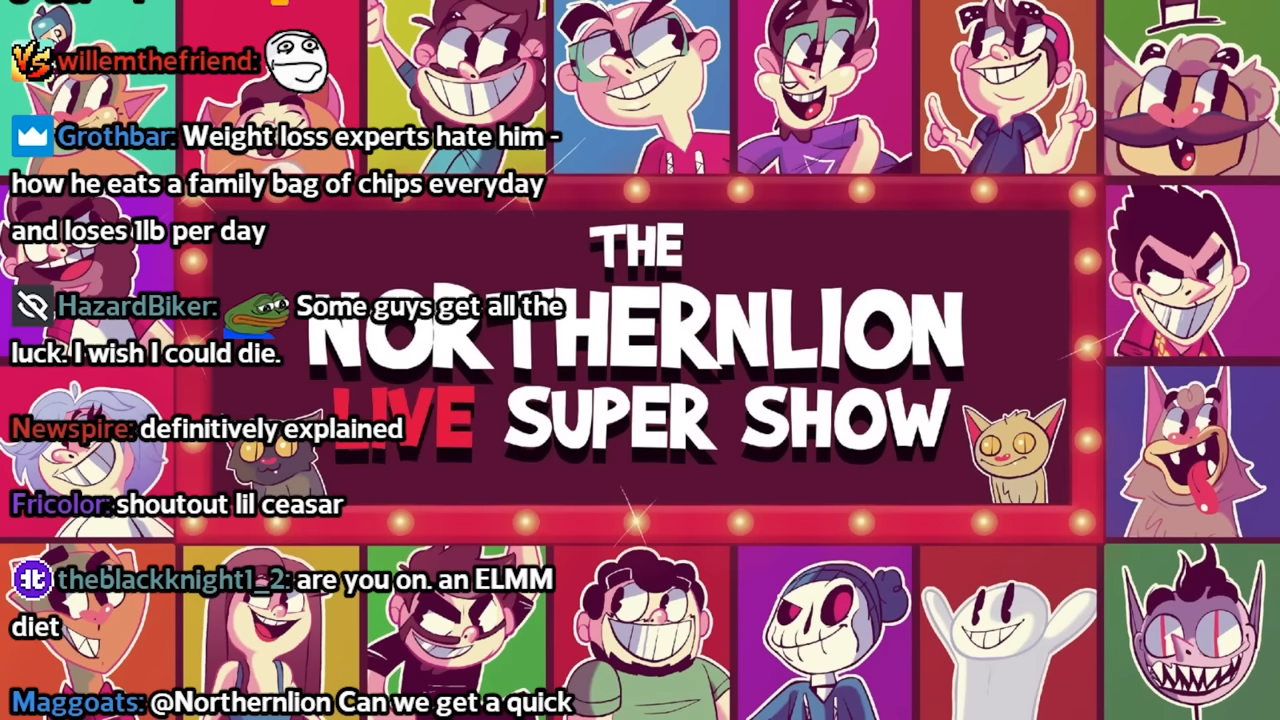 willemthefriend:
Grothbar: Weight loss experts hate him -
how he eats a family bag of chips everyday
and loses 1lb per day
HazardBiker: Some guys get all the
luck. I wish I could die.
Newspire: definitively explained
Fricolor: shoutout lil ceasar
theblackknight1_2: are you on. an ELMM
diet
Maggoats: @Northernlion Can we get a quick
THE
NORTHERNLION
LIVE SUPER SHOW
VS